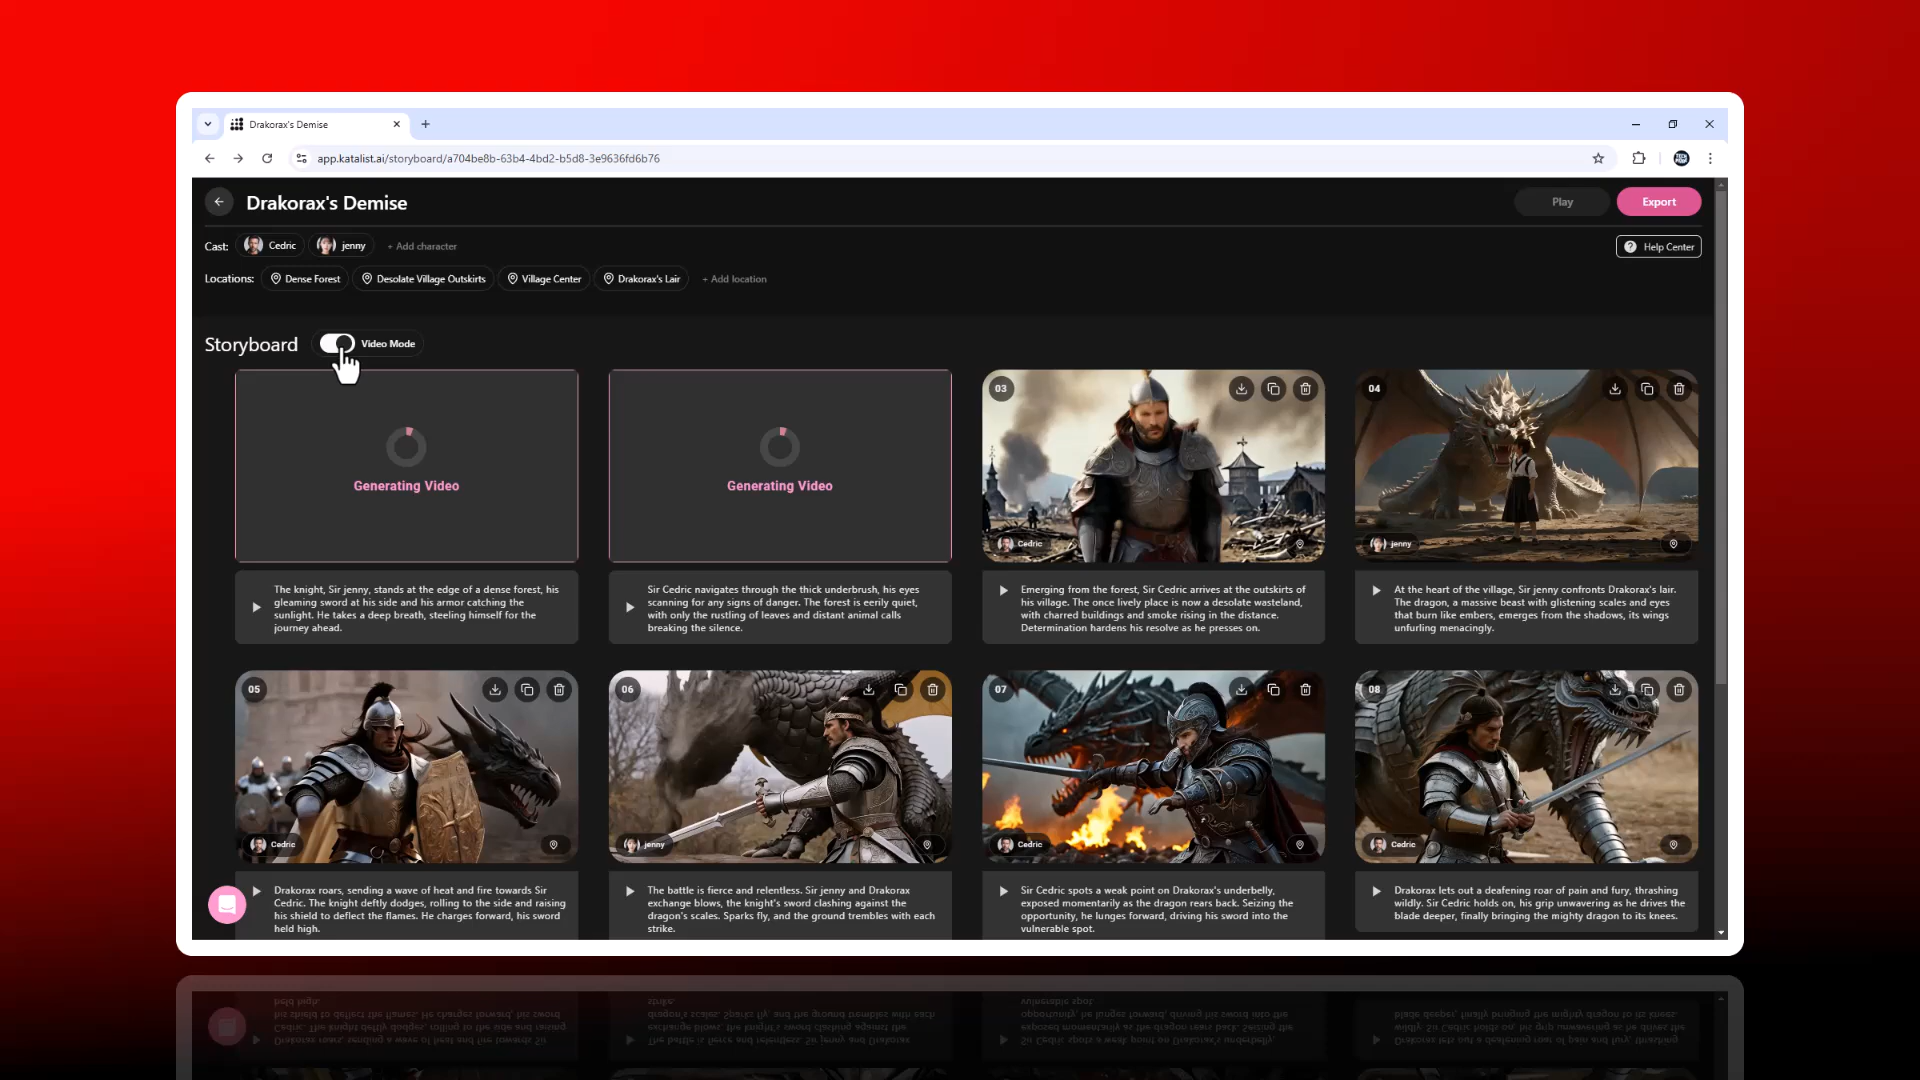 Drakorax's Demise
app.katalist.ai/storyboard/a704be8b-63b4-4bd2-b5d8-3e9636fd6b76
Drakorax's Demise
Play
Export
Cast:
Cedric
jenny
+ Add character
Help Center
Locations:
Dense Forest
Desolate Village Outskirts
Village Center
Drakorax's Lair
+ Add location
Storyboard
Video Mode
Generating Video
The knight, Sir jenny, stands at the edge of a dense forest, his
gleaming sword at his side and his armor catching the
sunlight. He takes a deep breath, steeling himself for the
journey ahead.
Generating Video
Sir Cedric navigates through the thick underbrush, his eyes
scanning for any signs of danger. The forest is eerily quiet,
with only the rustling of leaves and distant animal calls
breaking the silence.
03
Cedric
Emerging from the forest, Sir Cedric arrives at the outskirts of
his village. The once lively place is now a desolate wasteland,
with charred buildings and smoke rising in the distance.
Determination hardens his resolve as he presses on.
04
jenny
At the heart of the village, Sir jenny confronts Drakorax's lair.
The dragon, a massive beast with glistening scales and eyes
that burn like embers, emerges from the shadows, its wings
unfurling menacingly.
05
Cedric
Drakorax roars, sending a wave of heat and fire towards Sir
Cedric. The knight deftly dodges, rolling to the side and raising
his shield to deflect the flames. He charges forward, his sword
held high.
06
jenny
The battle is fierce and relentless. Sir jenny and Drakorax
exchange blows, the knight's sword clashing against the
dragon's scales. Sparks fly, and the ground trembles with each
strike.
07
Cedric
Sir Cedric spots a weak point on Drakorax's underbelly,
exposed momentarily as the dragon rears back. Seizing the
opportunity, he lunges forward, driving his sword into the
vulnerable spot.
08
Cedric
Drakorax lets out a deafening roar of pain and fury, thrashing
wildly. Sir Cedric holds on, his grip unwavering as he drives the
blade deeper, finally bringing the mighty dragon to its knees.